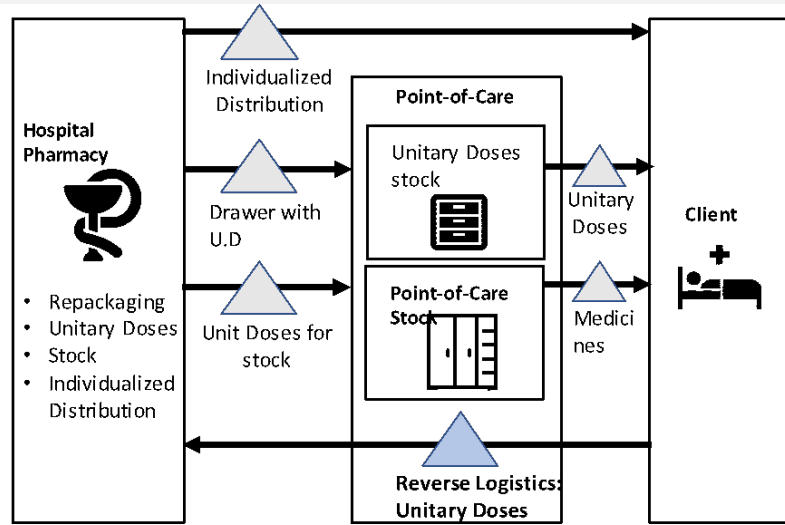 Hospital
Pharmacy
• Repackaging
• Unitary Doses
• Stock
• Individualized
Distribution
Individualized
Distribution
Drawer with
U.D
Unit Doses for
stock
Point-of-Care
Unitary Doses
stock
Point-of-Care
Stock
Unitary
Doses
Medici
nes
Reverse Logistics:
Unitary Doses
Client